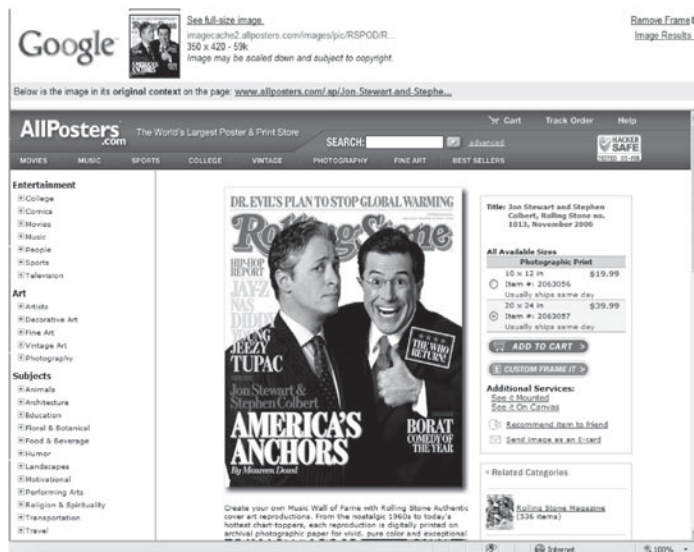 Google
See full-size image.
imagecache2.allposters.com/images/pic/RSPOD/R...
350 x 420 - 59k
Image may be scaled down and subject to copyright.
Remove Frame
Image Results
Below is the image in its original context on the page: www.allposters.com/-sp/Jon-Stewart-and-Stephe...
AllPosters.com
The World's Largest Poster & Print Store
Cart Track Order Help
SEARCH: advanced
HACKER SAFE
MOVIES MUSIC SPORTS COLLEGE VINTAGE PHOTOGRAPHY FINE ART BEST SELLERS
Entertainment
College
Comics
Movies
Music
People
Sports
Television
Art
Artists
Decorative Art
Fine Art
Vintage Art
Photography
Subjects
Animals
Architecture
Education
Floral & Botanical
Food & Beverage
Humor
Landscapes
Motivational
Performing Arts
Religion & Spirituality
Transportation
Travel
DR. EVIL'S PLAN TO STOP GLOBAL WARMING
Rolling Stone
HIP-HOP
REPORT
JAY-Z
NAS
DIDDY
YOUNG
JEEZY
TUPAC
THE WHO
RETURN!
Jon Stewart &
Stephen Colbert
AMERICA'S
ANCHORS
By Maureen Dowd
BORAT
COMEDY OF
THE YEAR
Create your own Music Wall of Fame with Rolling Stone Authentic
cover art reproductions. From the nostalgic 1960s to today's
hottest chart-toppers, each reproduction is digitally printed on
archival photographic paper for vivid, pure color and exceptional
Title: Jon Stewart and Stephen
Colbert, Rolling Stone no.
1013, November 2006
All Available Sizes
Photographic Print
10 x 12 in $19.99
Item #: 2063056
Usually ships same day
20 x 24 in $39.99
Item #: 2063057
Usually ships same day
ADD TO CART >
CUSTOM FRAME IT >
Additional Services:
See it Mounted
See it On Canvas
Recommend item to friend
Send image as an E-card
Related Categories
Rolling Stone Magazine
(536 items)
Internet 100%